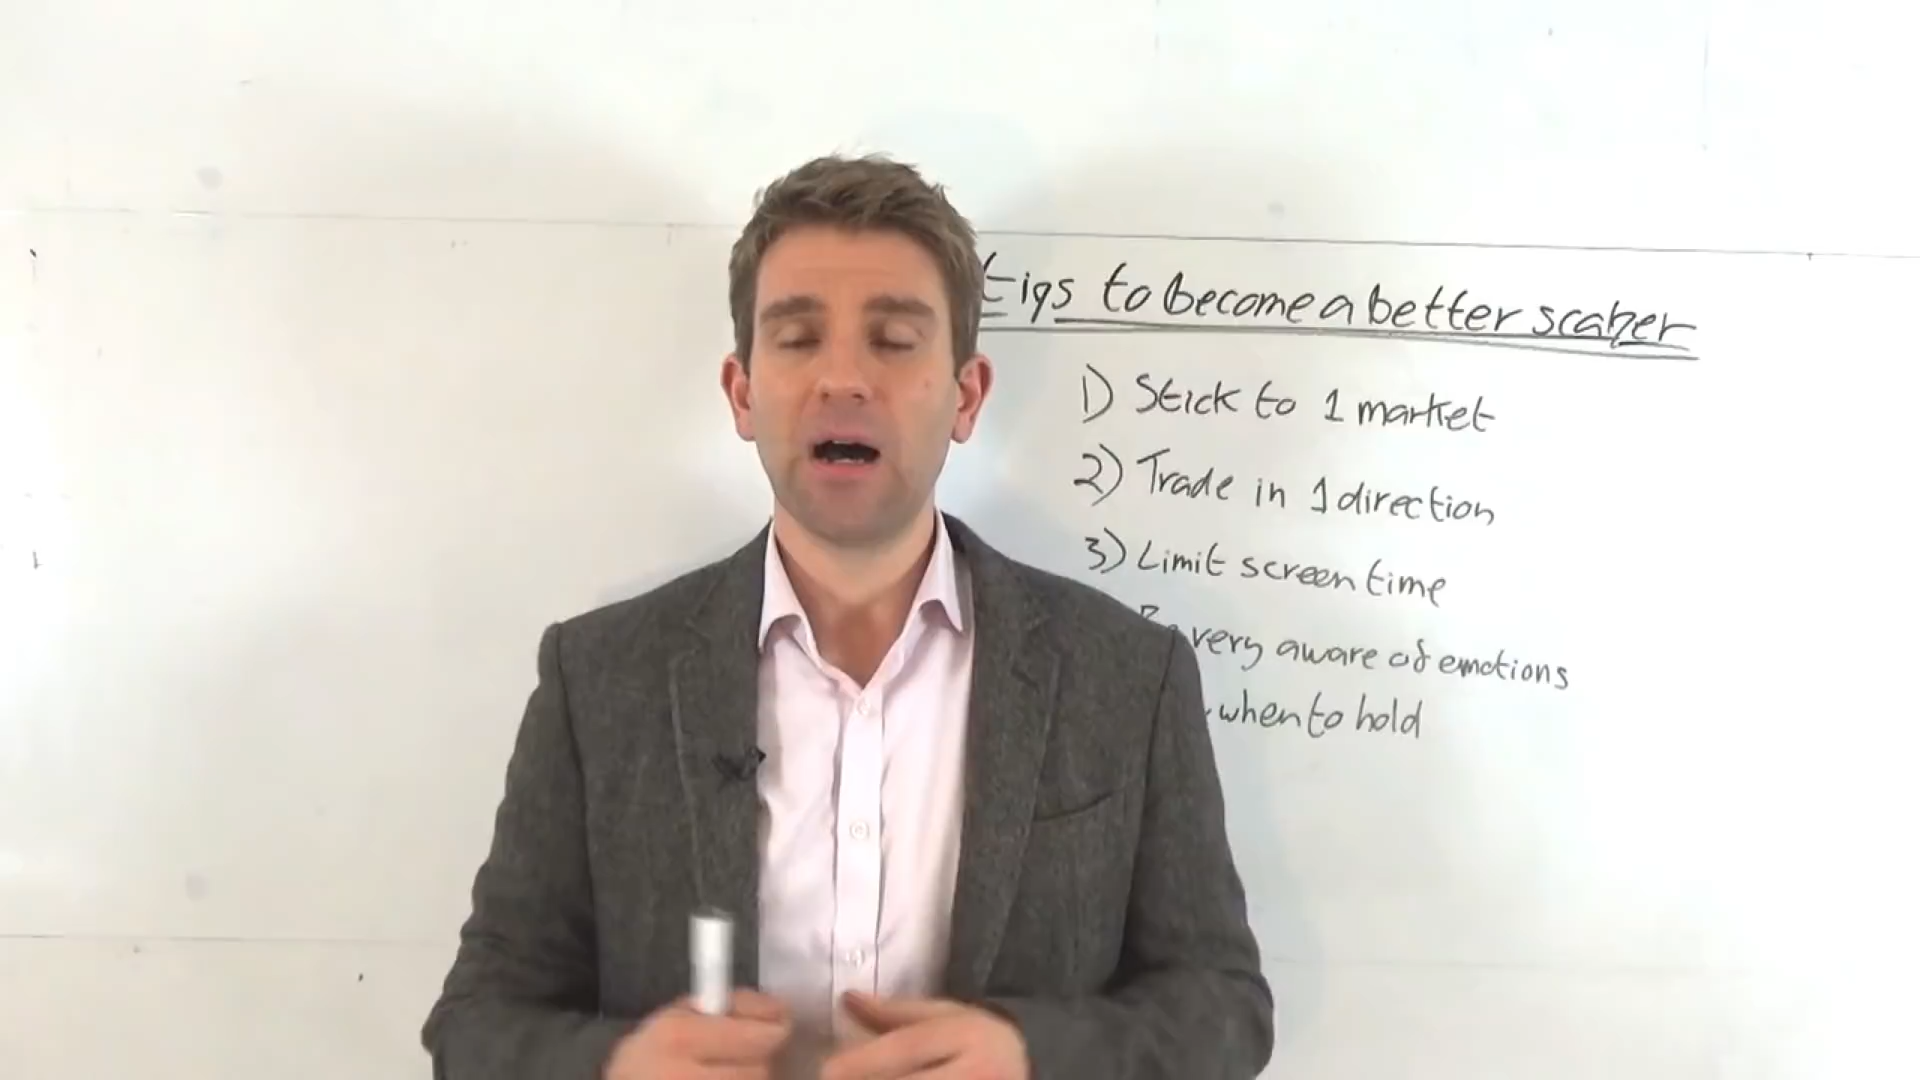 tips to become a better scalper
1) Stick to 1 market
2) Trade in 1 direction
3) Limit screen time
very aware of emotions
when to hold